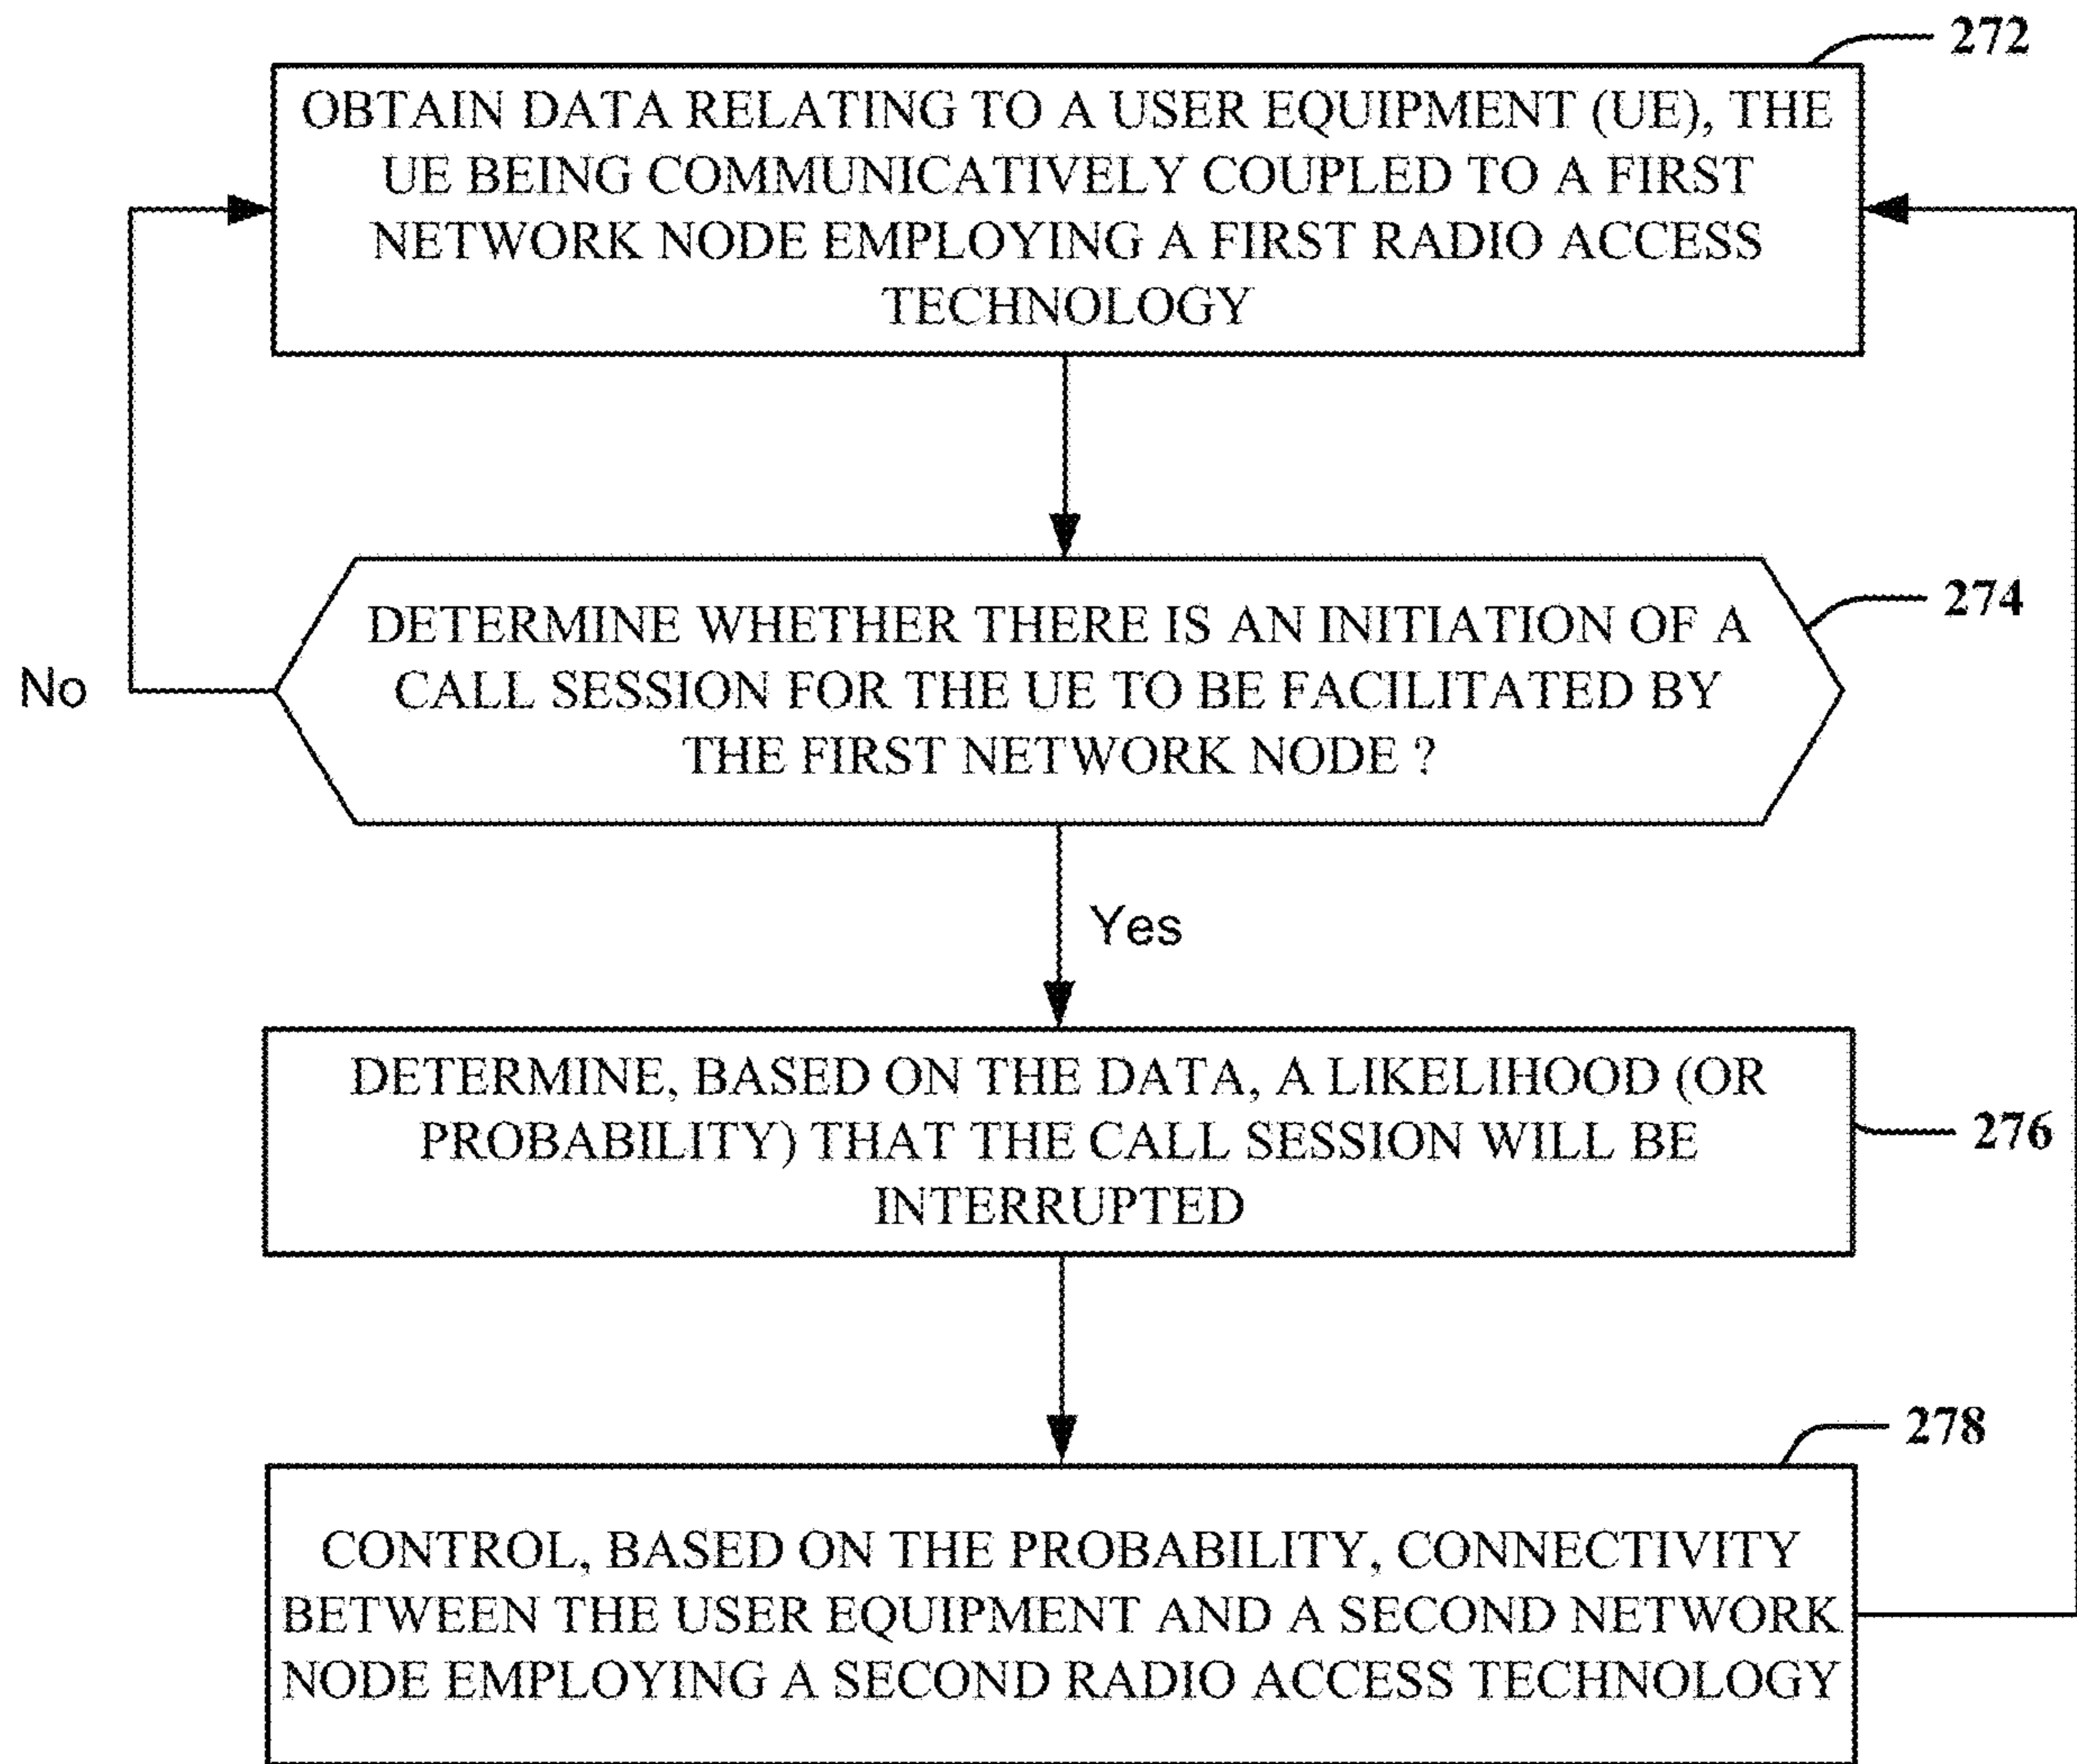 272
OBTAIN DATA RELATING TO A USER EQUIPMENT (UE), THE
UE BEING COMMUNICATIVELY COUPLED TO A FIRST
NETWORK NODE EMPLOYING A FIRST RADIO ACCESS
TECHNOLOGY
274
DETERMINE WHETHER THERE IS AN INITIATION OF A
CALL SESSION FOR THE UE TO BE FACILITATED BY
THE FIRST NETWORK NODE ?
No
Yes
DETERMINE, BASED ON THE DATA, A LIKELIHOOD (OR
PROBABILITY) THAT THE CALL SESSION WILL BE
INTERRUPTED
276
278
CONTROL, BASED ON THE PROBABILITY, CONNECTIVITY
BETWEEN THE USER EQUIPMENT AND A SECOND NETWORK
NODE EMPLOYING A SECOND RADIO ACCESS TECHNOLOGY